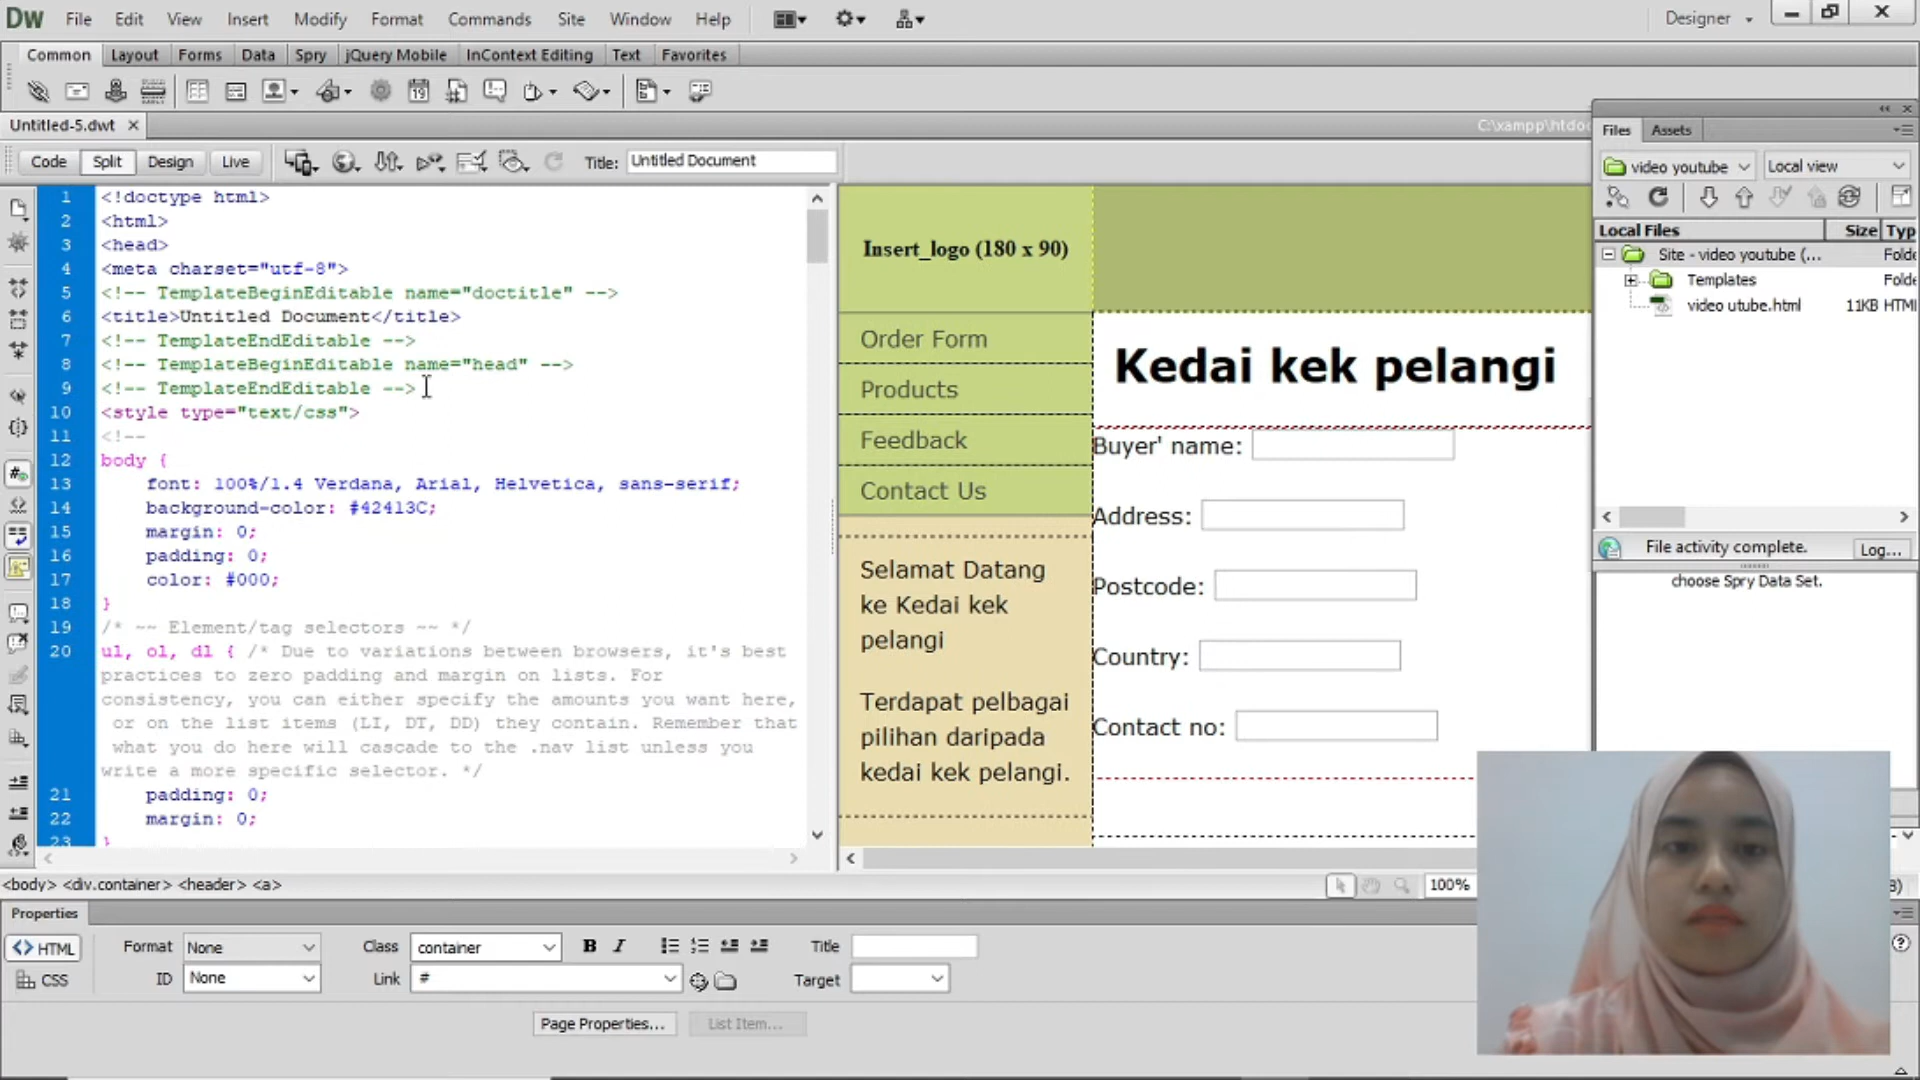 Dw File Edit View Insert Modify Format Commands Site Window Help Designer
Common Layout Forms Data Spry jQuery Mobile InContext Editing Text Favorites
Untitled-5.dwt
C:\xampp\htdoc
Code Split Design Live Title: Untitled Document
1 <!doctype html>
2 <html>
3 <head>
4 <meta charset="utf-8">
5 <!-- TemplateBeginEditable name="doctitle" -->
6 <title>Untitled Document</title>
7 <!-- TemplateEndEditable -->
8 <!-- TemplateBeginEditable name="head" -->
9 <!-- TemplateEndEditable -->
10 <style type="text/css">
11 <!--
12 body {
13 font: 100%/1.4 Verdana, Arial, Helvetica, sans-serif;
14 background-color: #42413C;
15 margin: 0;
16 padding: 0;
17 color: #000;
18 }
19 /* ~~ Element/tag selectors ~~ */
20 ul, ol, dl { /* Due to variations between browsers, it's best
practices to zero padding and margin on lists. For
consistency, you can either specify the amounts you want here,
or on the list items (LI, DT, DD) they contain. Remember that
what you do here will cascade to the .nav list unless you
write a more specific selector. */
21 padding: 0;
22 margin: 0;
23 }
Insert_logo (180 x 90)
Order Form
Products
Feedback
Contact Us
Selamat Datang
ke Kedai kek
pelangi
Terdapat pelbagai
pilihan daripada
kedai kek pelangi.
Kedai kek pelangi
Buyer' name:
Address:
Postcode:
Country:
Contact no:
Files Assets
video youtube Local view
Local Files Size Typ
Site - video youtube (... Folde
Templates Folde
video utube.html 11KB HTMI
File activity complete. Log...
choose Spry Data Set.
<body> <div.container> <header> <a>
100%
Properties
<> HTML Format None Class container B I Title
CSS ID None Link # Target
Page Properties... List Item...